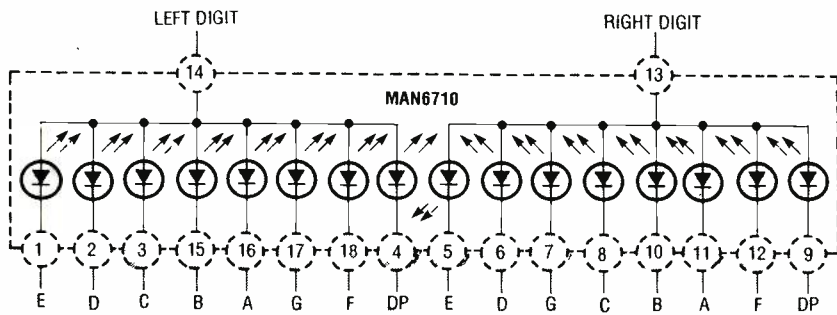 LEFT DIGIT RIGHT DIGIT
14 13
MAN6710
1 2 3 15 16 17 18 4 5 6 7 8 10 11 12 9
E D C B A G F DP E D G C B A F DP